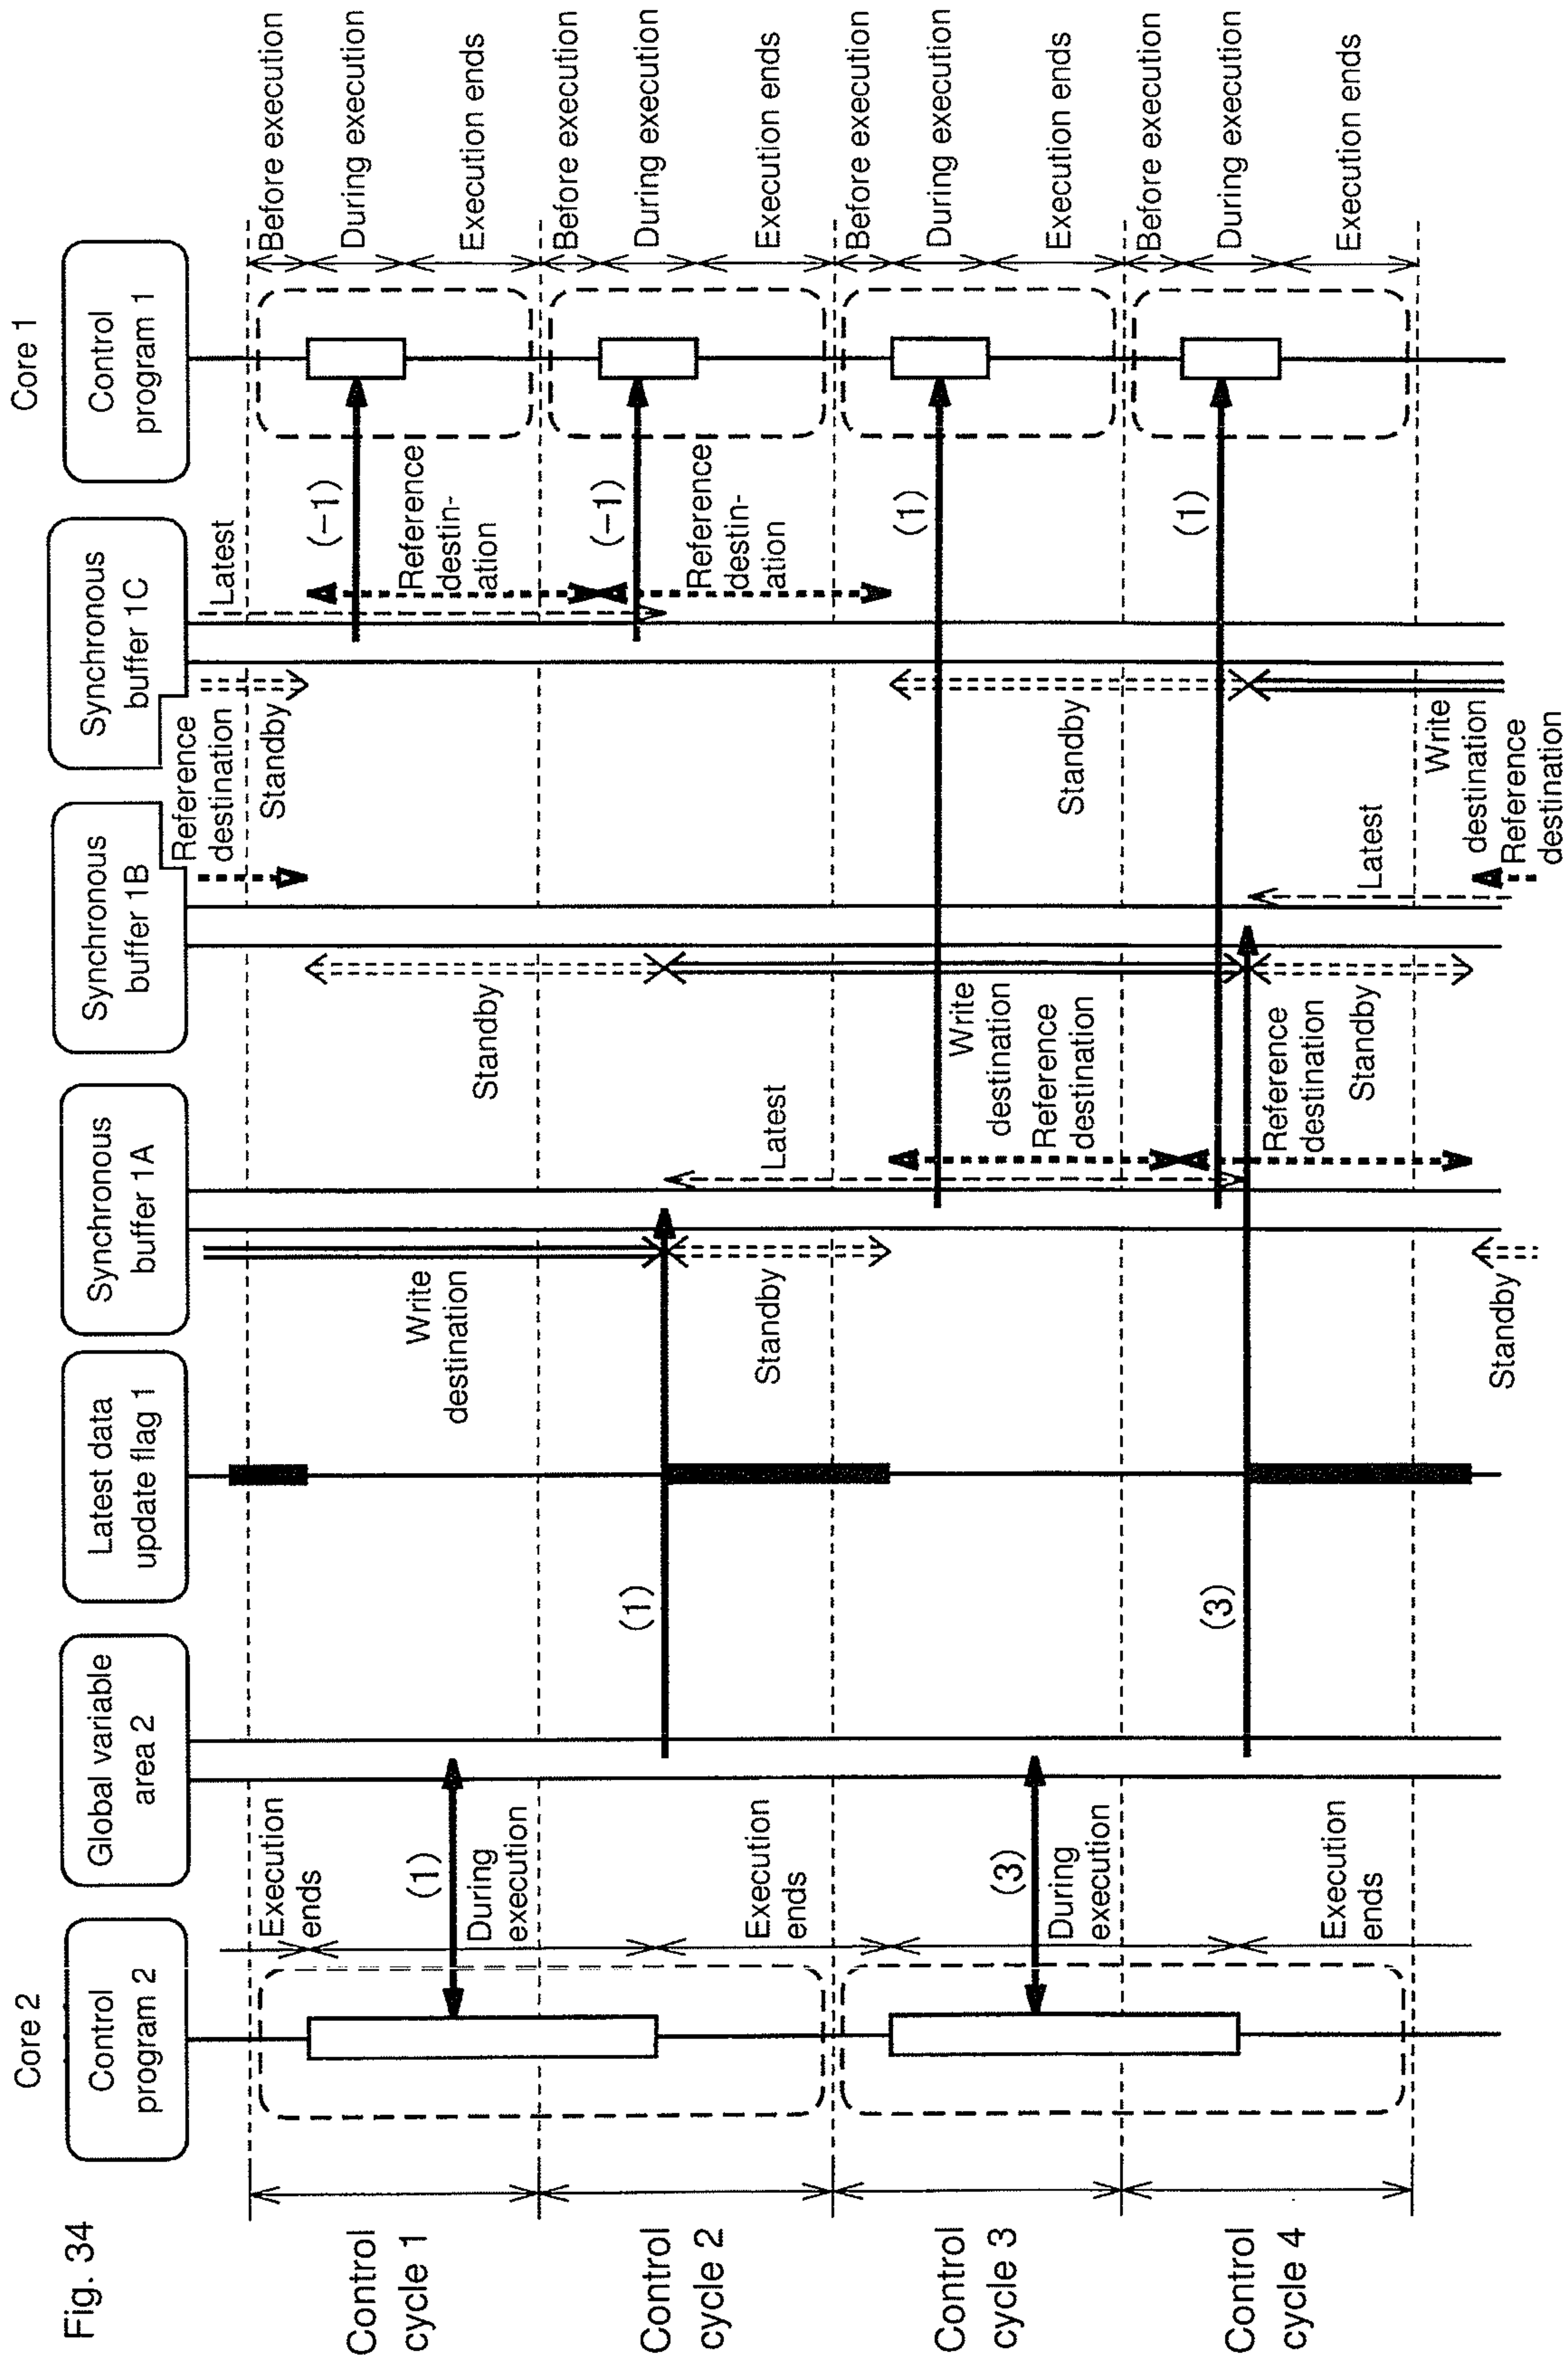 Fig. 34
Core 2
Core 1
Control
program 2
Global variable
area 2
Latest data
update flag 1
Synchronous
buffer 1A
Synchronous
buffer 1B
Synchronous
buffer 1C
Control
program 1
Control
cycle 1
Control
cycle 2
Control
cycle 3
Control
cycle 4
Execution
ends
During
execution
Execution
ends
During
execution
Execution
ends
(1)
(3)
(1)
(3)
Write
destination
Standby
Standby
Latest
Reference
destination
Reference
destination
Reference
destination
Standby
Write
destination
Standby
Latest
Reference
destination
Standby
Standby
Write
destination
Latest
Reference
destin-
ation
Reference
destin-
ation
(-1)
(-1)
(1)
(1)
Before execution
During execution
Execution ends
Before execution
During execution
Execution ends
Before execution
During execution
Execution ends
Before execution
During execution
Execution ends